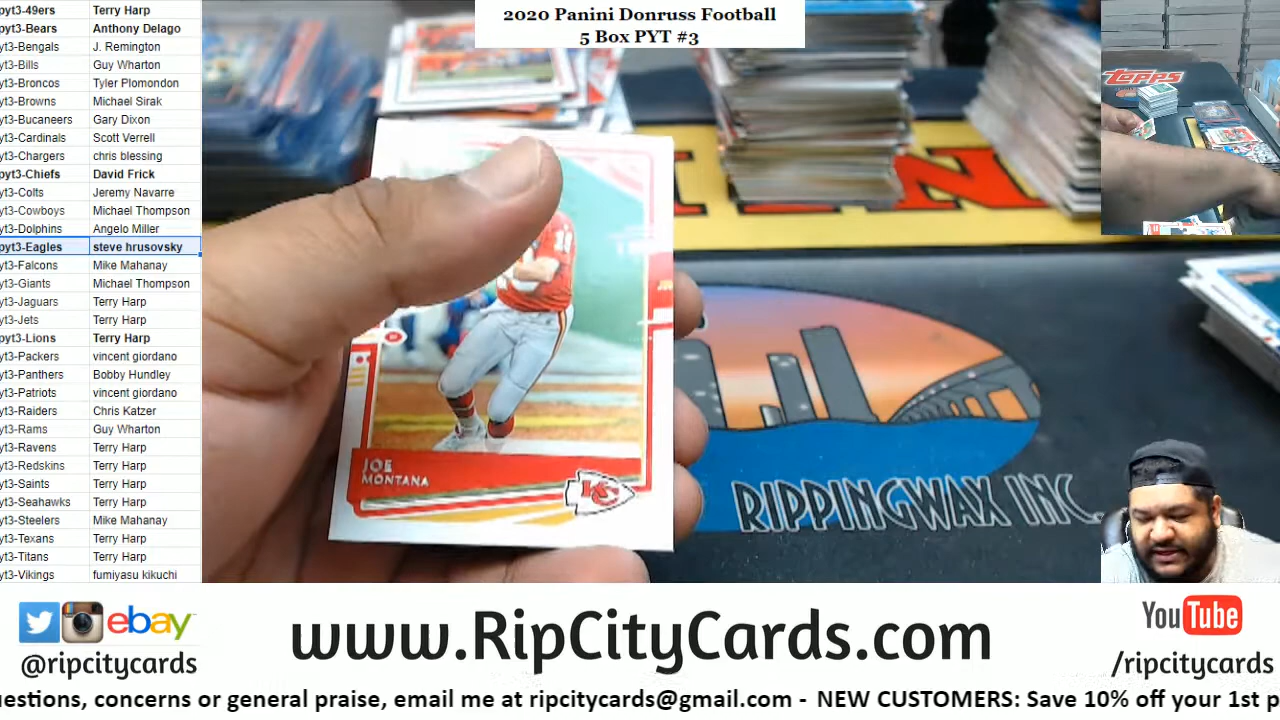 pyt3-49ers Terry Harp
pyt3-Bears Anthony Delago
yt3-Bengals J. Remington
yt3-Bills Guy Wharton
yt3-Broncos Tyler Plomondon
yt3-Browns Michael Sirak
yt3-Bucaneers Gary Dixon
yt3-Cardinals Scott Verrell
yt3-Chargers chris blessing
pyt3-Chiefs David Frick
yt3-Colts Jeremy Navarre
yt3-Cowboys Michael Thompson
yt3-Dolphins Angelo Miller
pyt3-Eagles steve hrusovsky
yt3-Falcons Mike Mahanay
yt3-Giants Michael Thompson
yt3-Jaguars Terry Harp
yt3-Jets Terry Harp
pyt3-Lions Terry Harp
yt3-Packers vincent giordano
yt3-Panthers Bobby Hundley
yt3-Patriots vincent giordano
yt3-Raiders Chris Katzer
yt3-Rams Guy Wharton
yt3-Ravens Terry Harp
yt3-Redskins Terry Harp
yt3-Saints Terry Harp
yt3-Seahawks Terry Harp
yt3-Steelers Mike Mahanay
yt3-Texans Terry Harp
yt3-Titans Terry Harp
yt3-Vikings fumiyasu kikuchi
2020 Panini Donruss Football
5 Box PYT #3
TOPPS
JOE
MONTANA
KC
RIPPINGWAX INC.
ebay
@ripcitycards
www.RipCityCards.com
YouTube
/ripcitycards
uestions, concerns or general praise, email me at ripcitycards@gmail.com - NEW CUSTOMERS: Save 10% off your 1st p